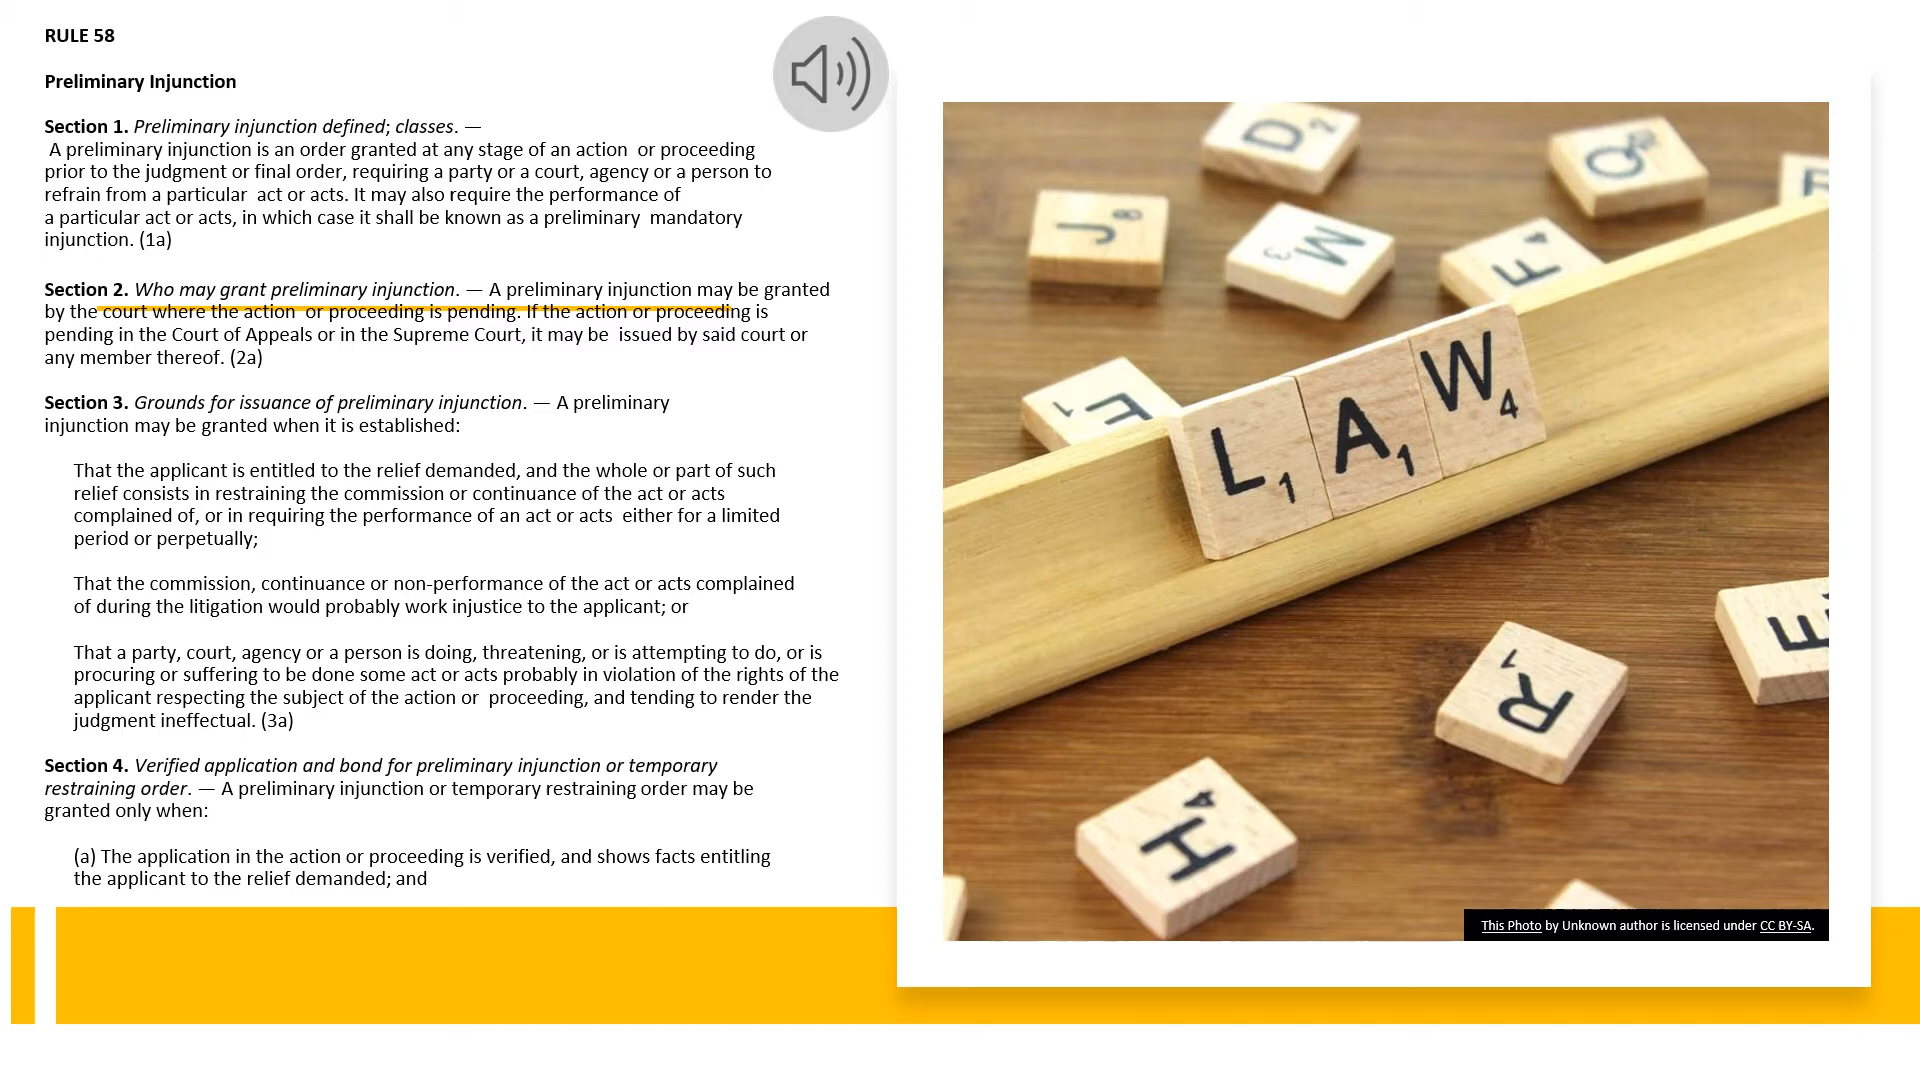 RULE 58
Preliminary Injunction
Section 1. Preliminary injunction defined; classes. —
A preliminary injunction is an order granted at any stage of an action or proceeding
prior to the judgment or final order, requiring a party or a court, agency or a person to
refrain from a particular act or acts. It may also require the performance of
a particular act or acts, in which case it shall be known as a preliminary mandatory
injunction. (1a)
Section 2. Who may grant preliminary injunction. — A preliminary injunction may be granted
by the court where the action or proceeding is pending. If the action or proceeding is
pending in the Court of Appeals or in the Supreme Court, it may be issued by said court or
any member thereof. (2a)
Section 3. Grounds for issuance of preliminary injunction. — A preliminary
injunction may be granted when it is established:
That the applicant is entitled to the relief demanded, and the whole or part of such
relief consists in restraining the commission or continuance of the act or acts
complained of, or in requiring the performance of an act or acts either for a limited
period or perpetually;
That the commission, continuance or non-performance of the act or acts complained
of during the litigation would probably work injustice to the applicant; or
That a party, court, agency or a person is doing, threatening, or is attempting to do, or is
procuring or suffering to be done some act or acts probably in violation of the rights of the
applicant respecting the subject of the action or proceeding, and tending to render the
judgment ineffectual. (3a)
Section 4. Verified application and bond for preliminary injunction or temporary
restraining order. — A preliminary injunction or temporary restraining order may be
granted only when:
(a) The application in the action or proceeding is verified, and shows facts entitling
the applicant to the relief demanded; and
D 2
Q 10
J 8
M 3
F 4
L 1 A 1 W 4
E 1
E
R 1
H 4
This Photo by Unknown author is licensed under CC BY-SA.